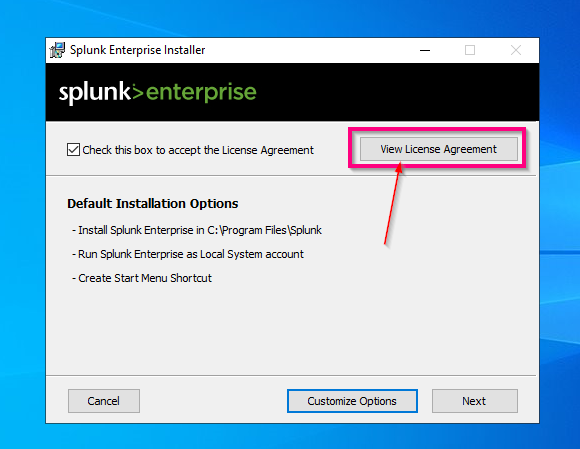 Splunk Enterprise Installer
splunk>enterprise
Check this box to accept the License Agreement
View License Agreement
Default Installation Options
- Install Splunk Enterprise in C:\Program Files\Splunk
- Run Splunk Enterprise as Local System account
- Create Start Menu Shortcut
Cancel
Customize Options
Next